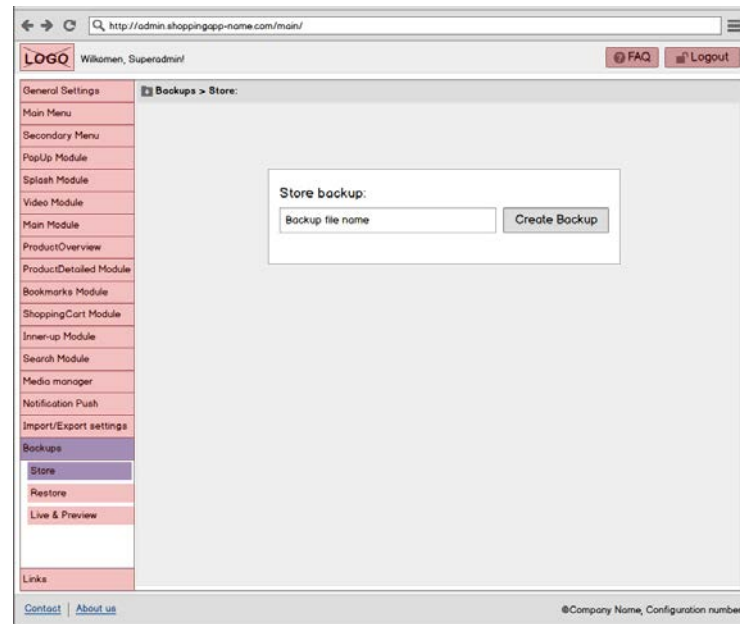 http://admin.shoppingapp-name.com/main/
LOGO Wilkomen, Superadmin! FAQ Logout
General Settings
Backups > Store:
Main Menu
Secondary Menu
PopUp Module
Splash Module
Video Module
Main Module
ProductOverview
ProductDetailed Module
Bookmarks Module
ShoppingCart Module
Inner-up Module
Search Module
Media manager
Notification Push
Import/Export settings
Backups
Store
Restore
Live & Preview
Links
Store backup:
Backup file name Create Backup
Contact | About us ©Company Name, Configuration number